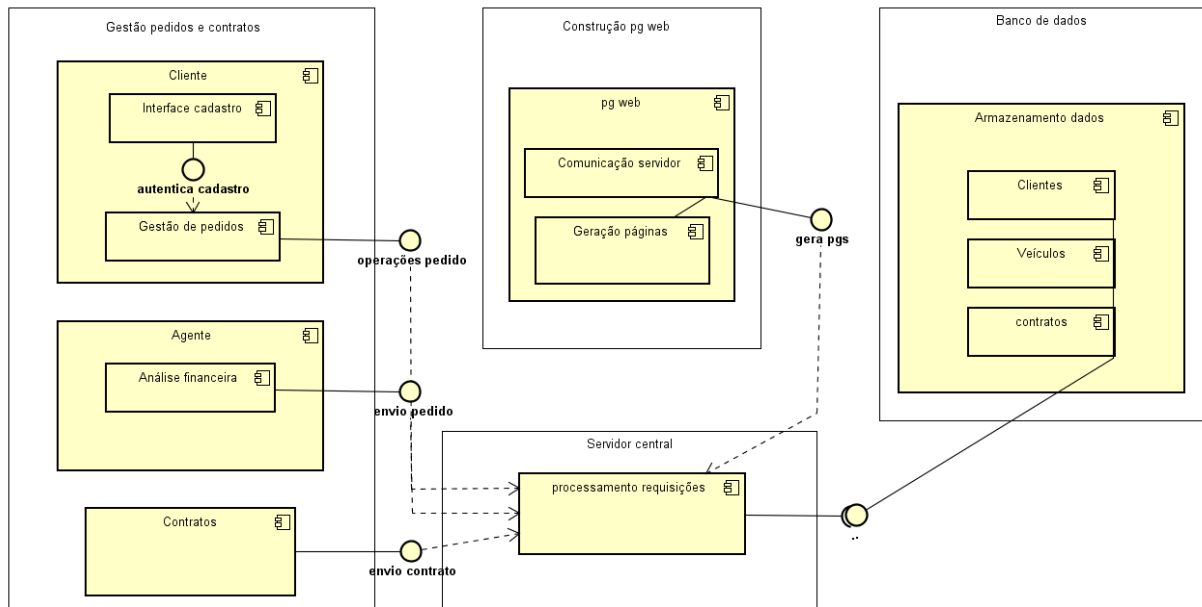 Gestão pedidos e contratos
Cliente
Interface cadastro
autentica cadastro
Gestão de pedidos
operações pedido
Agente
Análise financeira
envio pedido
Contratos
envio contrato
Construção pg web
pg web
Comunicação servidor
Geração páginas
gera pgs
Servidor central
processamento requisições
..
Banco de dados
Armazenamento dados
Clientes
Veículos
contratos